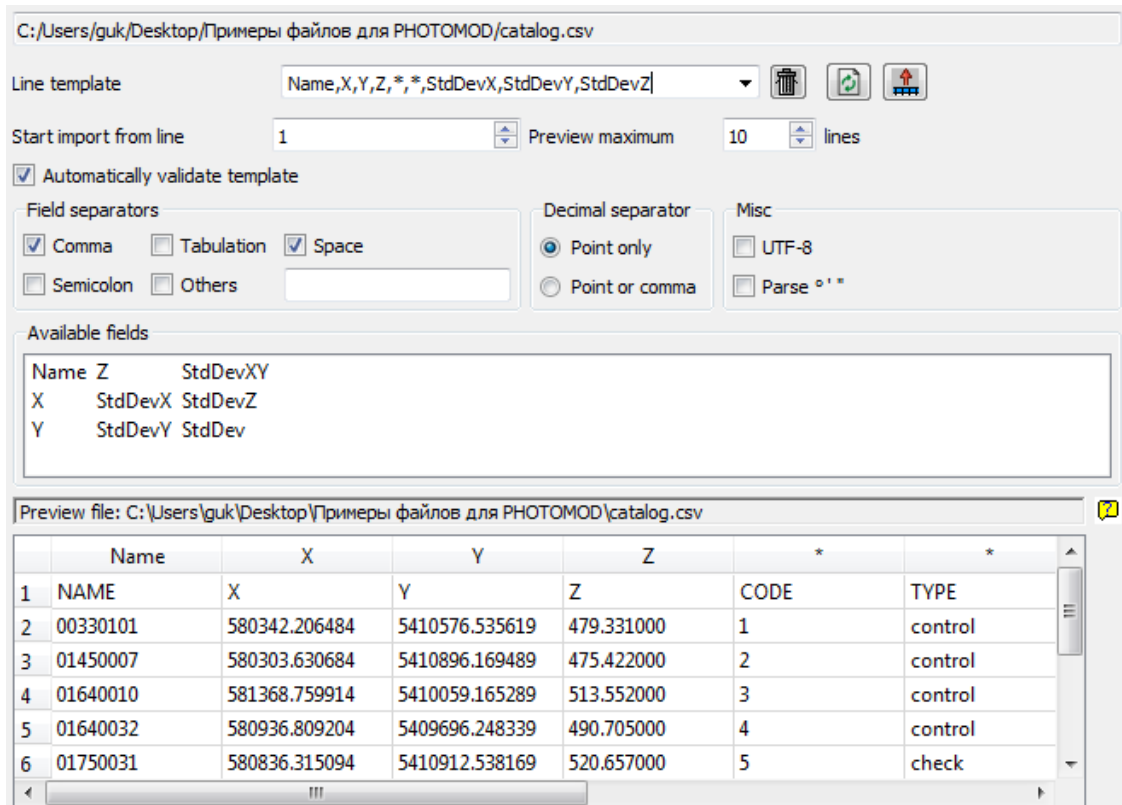 C:/Users/guk/Desktop/Примеры файлов для PHOTOMOD/catalog.csv
Line template Name,X,Y,Z,*,*,StdDevX,StdDevY,StdDevZ
Start import from line 1 Preview maximum 10 lines
Automatically validate template
Field separators Decimal separator Misc
Comma Tabulation Space Point only UTF-8
Semicolon Others Point or comma Parse ° ' "
Available fields
Name Z StdDevXY
X StdDevX StdDevZ
Y StdDevY StdDev
Preview file: C:\Users\guk\Desktop\Примеры файлов для PHOTOMOD\catalog.csv ?
Name X Y Z * *
1 NAME X Y Z CODE TYPE
2 00330101 580342.206484 5410576.535619 479.331000 1 control
3 01450007 580303.630684 5410896.169489 475.422000 2 control
4 01640010 581368.759914 5410059.165289 513.552000 3 control
5 01640032 580936.809204 5409696.248339 490.705000 4 control
6 01750031 580836.315094 5410912.538169 520.657000 5 check